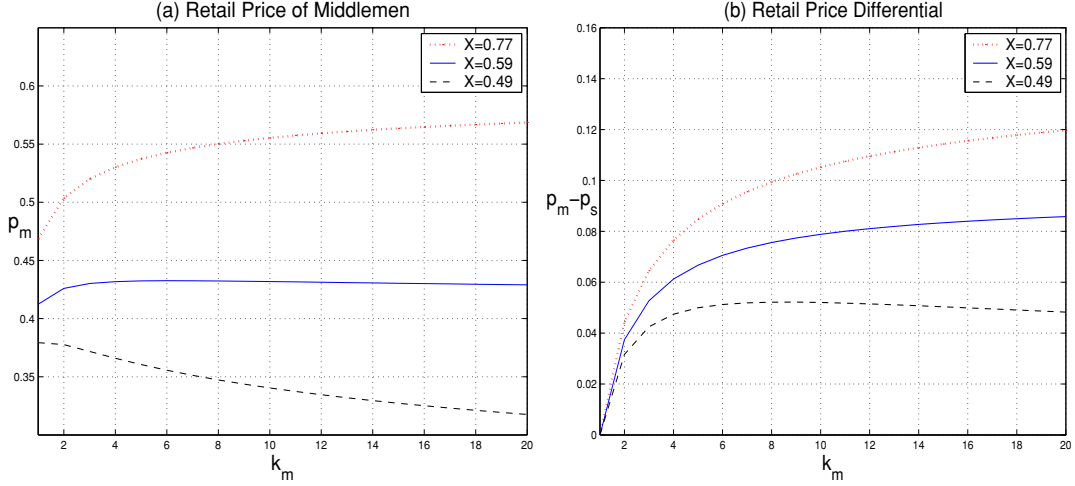 (a) Retail Price of Middlemen
X=0.77
X=0.59
X=0.49
0.65
0.6
0.55
0.5
p_m
0.45
0.4
0.35
2 4 6 8 10 12 14 16 18 20
k_m
(b) Retail Price Differential
X=0.77
X=0.59
X=0.49
0.16
0.14
0.12
0.1
p_m−p_s
0.08
0.06
0.04
0.02
0
2 4 6 8 10 12 14 16 18 20
k_m